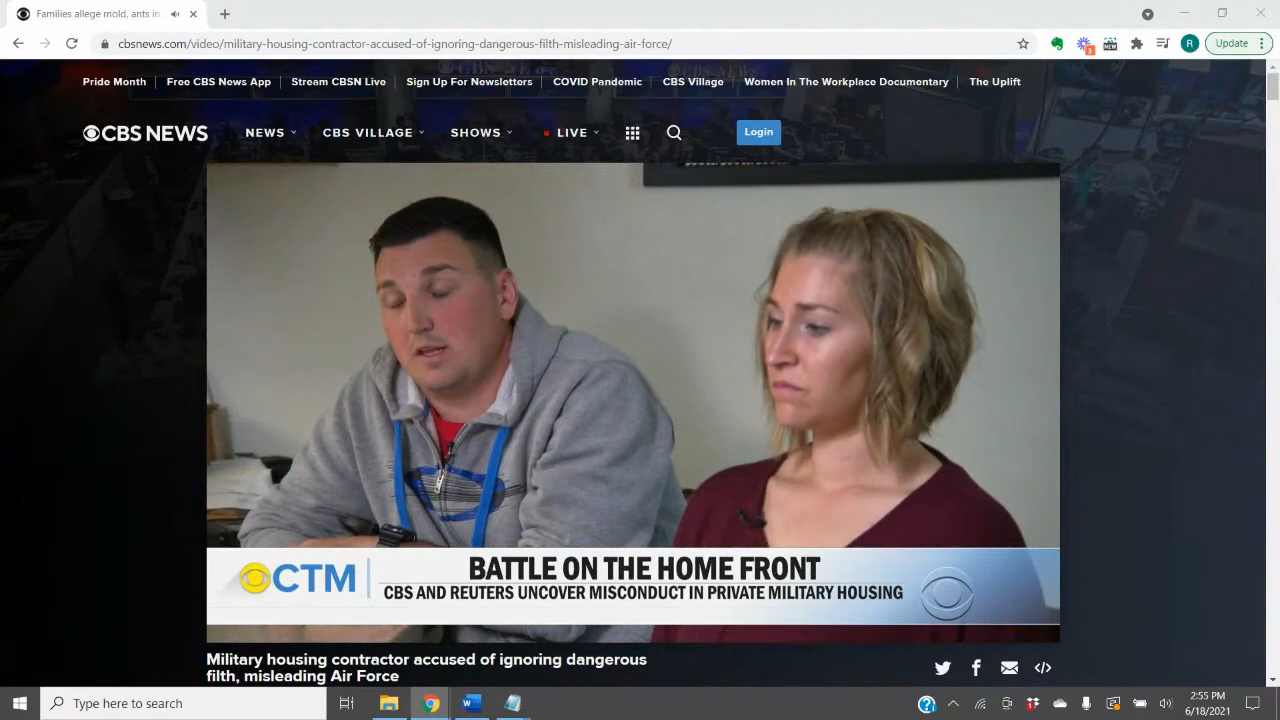 Families allege mold, ants in
cbsnews.com/video/military-housing-contract-accused-of-ignorig-dangerous-filth-misleading-air-force/
3
NEW
R
Update
Pride Month
Free CBS News App
Stream CBSN Live
Sign Up For Newsletters
COVID Pandemic
CBS Village
Women In The Workplace Documentary
The Uplift
CBS NEWS
NEWS
CBS VILLAGE
SHOWS
LIVE
Login
CTM
BATTLE ON THE HOME FRONT
CBS AND REUTERS UNCOVER MISCONDUCT IN PRIVATE MILITARY HOUSING
Military housing contractor accused of ignoring dangerous
filth, misleading Air Force
Type here to search
2:55 PM
6/18/2021